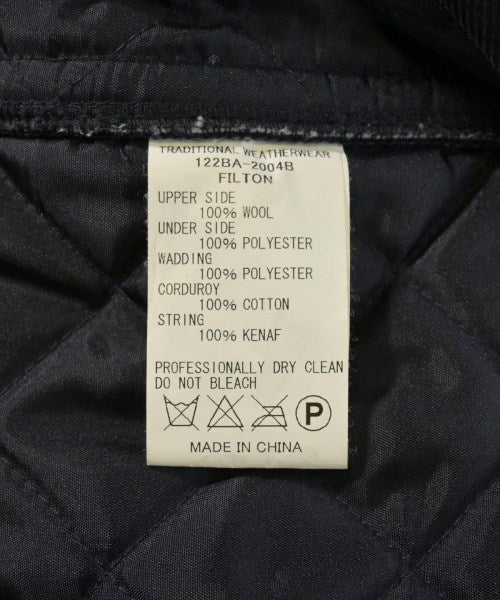 TRADITIONAL WEATHERWEAR
122BA-2004B
FILTON
UPPER SIDE
100% WOOL
UNDER SIDE
100% POLYESTER
WADDING
100% POLYESTER
CORDUROY
100% COTTON
STRING
100% KENAF
PROFESSIONALLY DRY CLEAN
DO NOT BLEACH
P
MADE IN CHINA